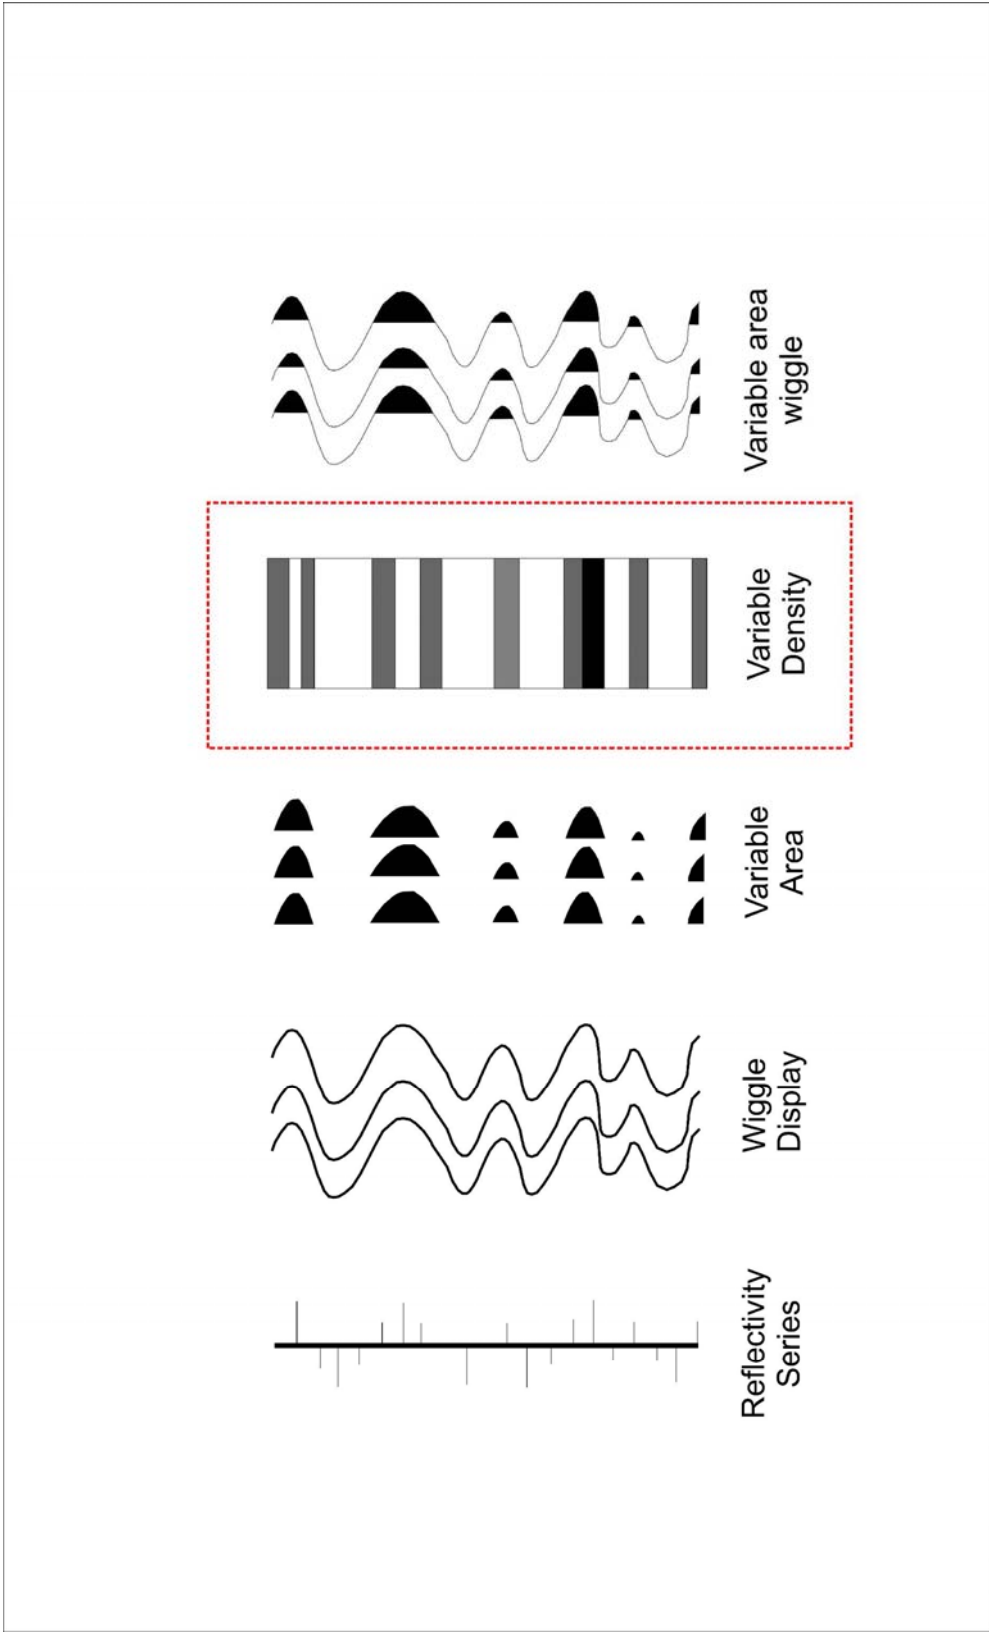 Reflectivity
Series
Wiggle
Display
Variable
Area
Variable
Density
Variable area
wiggle